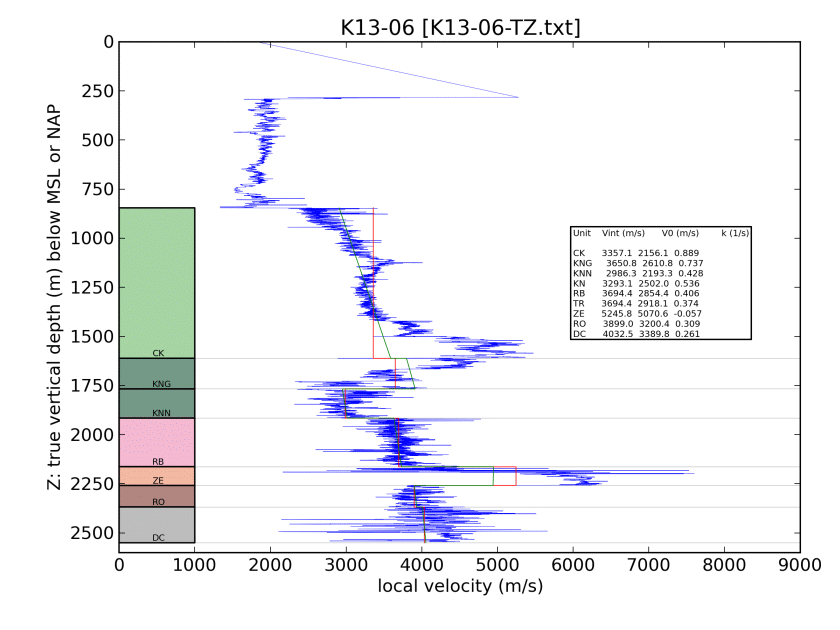 K13-06 [K13-06-TZ.txt]
0
250
500
750
1000
1250
1500
1750
2000
2250
2500
Z: true vertical depth (m) below MSL or NAP
Unit Vint (m/s) V0 (m/s) k (1/s)
CK 3357.1 2156.1 0.889
KNG 3650.8 2610.8 0.737
KNN 2986.3 2193.3 0.428
KN 3293.1 2502.0 0.536
RB 3694.4 2854.4 0.406
TR 3694.4 2918.1 0.374
ZE 5245.8 5070.6 -0.057
RO 3899.0 3200.4 0.309
DC 4032.5 3389.8 0.261
CK
KNG
KNN
RB
ZE
RO
DC
0 1000 2000 3000 4000 5000 6000 7000 8000 9000
local velocity (m/s)